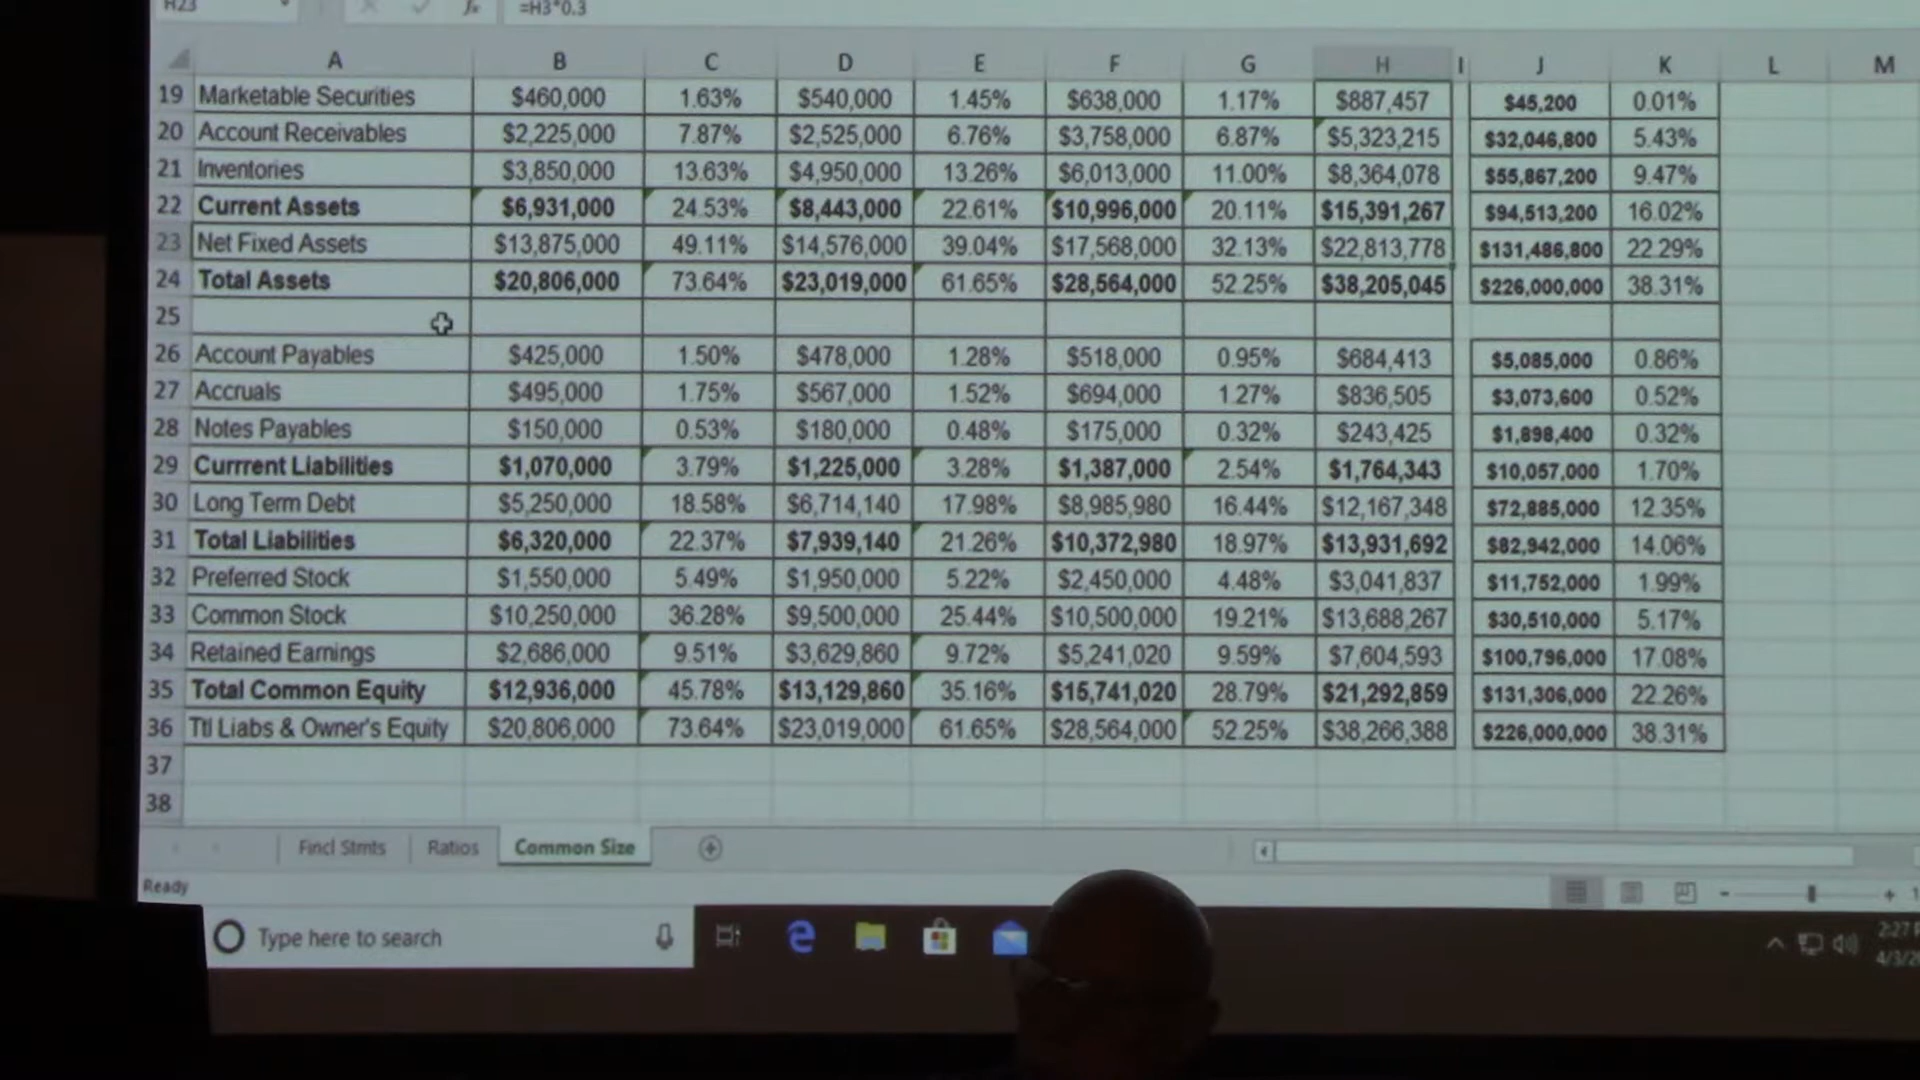 H23 fx =H3*0.3
A B C D E F G H I J K L M
19 Marketable Securities $460,000 1.63% $540,000 1.45% $638,000 1.17% $887,457 $45,200 0.01%
20 Account Receivables $2,225,000 7.87% $2,525,000 6.76% $3,758,000 6.87% $5,323,215 $32,046,800 5.43%
21 Inventories $3,850,000 13.63% $4,950,000 13.26% $6,013,000 11.00% $8,364,078 $55,867,200 9.47%
22 Current Assets $6,931,000 24.53% $8,443,000 22.61% $10,996,000 20.11% $15,391,267 $94,513,200 16.02%
23 Net Fixed Assets $13,875,000 49.11% $14,576,000 39.04% $17,568,000 32.13% $22,813,778 $131,486,800 22.29%
24 Total Assets $20,806,000 73.64% $23,019,000 61.65% $28,564,000 52.25% $38,205,045 $226,000,000 38.31%
25
26 Account Payables $425,000 1.50% $478,000 1.28% $518,000 0.95% $684,413 $5,085,000 0.86%
27 Accruals $495,000 1.75% $567,000 1.52% $694,000 1.27% $836,505 $3,073,600 0.52%
28 Notes Payables $150,000 0.53% $180,000 0.48% $175,000 0.32% $243,425 $1,898,400 0.32%
29 Currrent Liabilities $1,070,000 3.79% $1,225,000 3.28% $1,387,000 2.54% $1,764,343 $10,057,000 1.70%
30 Long Term Debt $5,250,000 18.58% $6,714,140 17.98% $8,985,980 16.44% $12,167,348 $72,885,000 12.35%
31 Total Liabilities $6,320,000 22.37% $7,939,140 21.26% $10,372,980 18.97% $13,931,692 $82,942,000 14.06%
32 Preferred Stock $1,550,000 5.49% $1,950,000 5.22% $2,450,000 4.48% $3,041,837 $11,752,000 1.99%
33 Common Stock $10,250,000 36.28% $9,500,000 25.44% $10,500,000 19.21% $13,688,267 $30,510,000 5.17%
34 Retained Earnings $2,686,000 9.51% $3,629,860 9.72% $5,241,020 9.59% $7,604,593 $100,796,000 17.08%
35 Total Common Equity $12,936,000 45.78% $13,129,860 35.16% $15,741,020 28.79% $21,292,859 $131,306,000 22.26%
36 Ttl Liabs & Owner's Equity $20,806,000 73.64% $23,019,000 61.65% $28,564,000 52.25% $38,266,388 $226,000,000 38.31%
37
38
Fincl Stmts Ratios Common Size
Ready
Type here to search
2:27
4/3/2